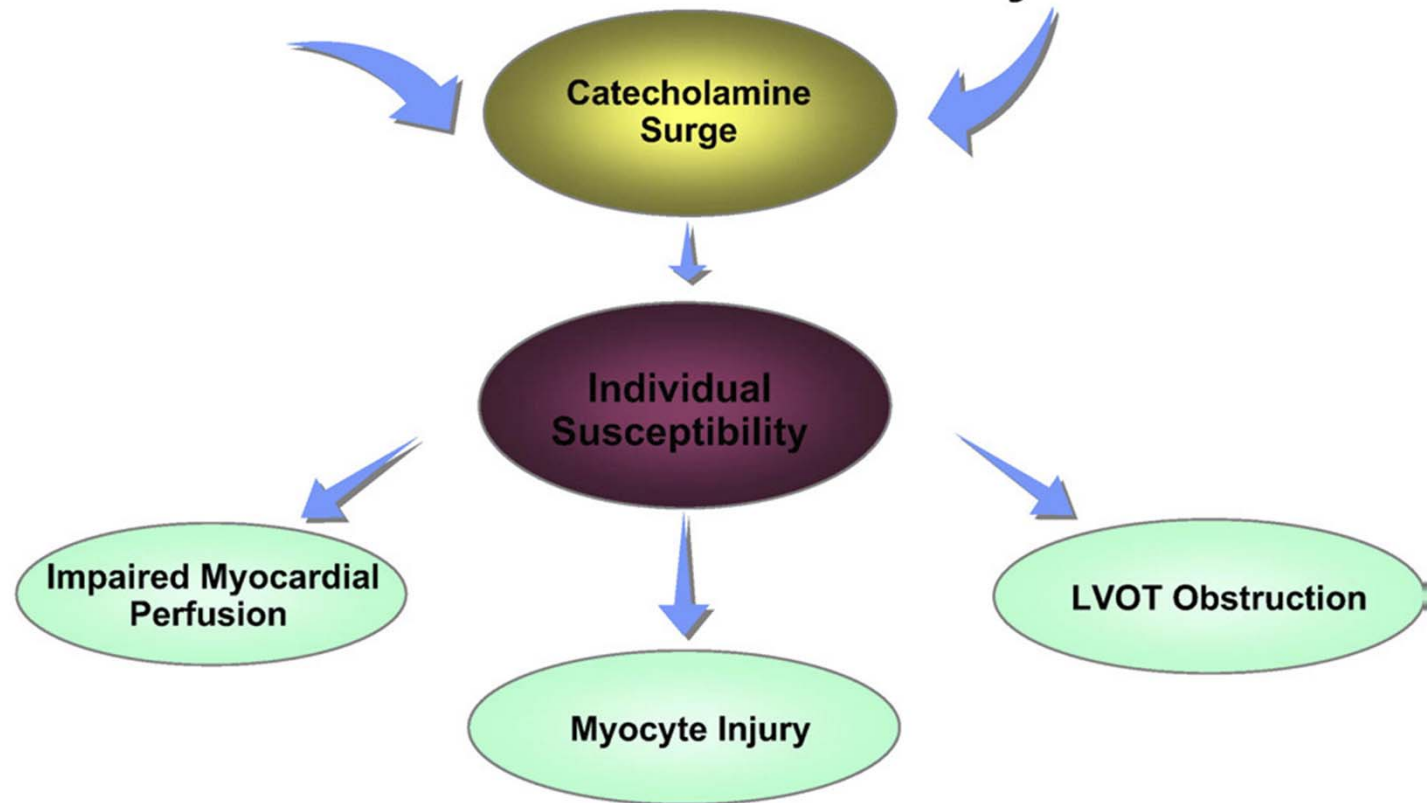 Catecholamine
Surge
Individual
Susceptibility
Impaired Myocardial
Perfusion
LVOT Obstruction
Myocyte Injury